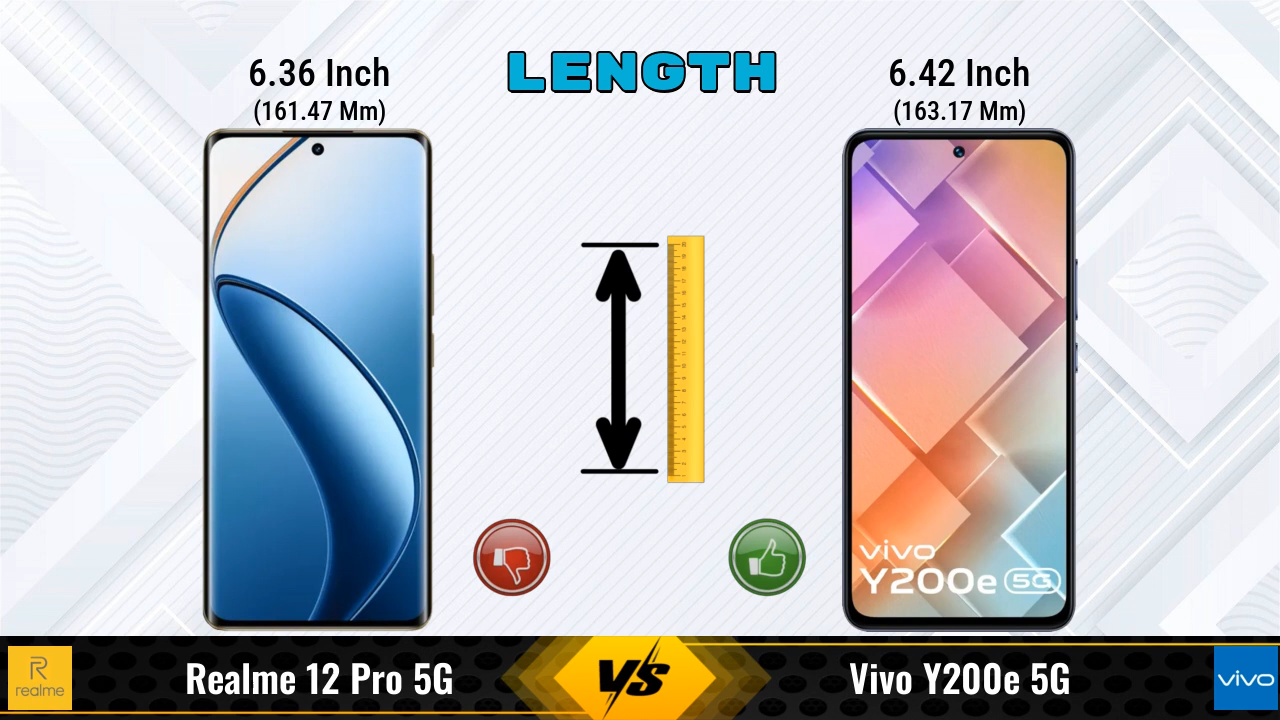 LENGTH
6.36 Inch
(161.47 Mm)
6.42 Inch
(163.17 Mm)
vivo
Y200e 5G
realme
Realme 12 Pro 5G
VS
Vivo Y200e 5G
vivo